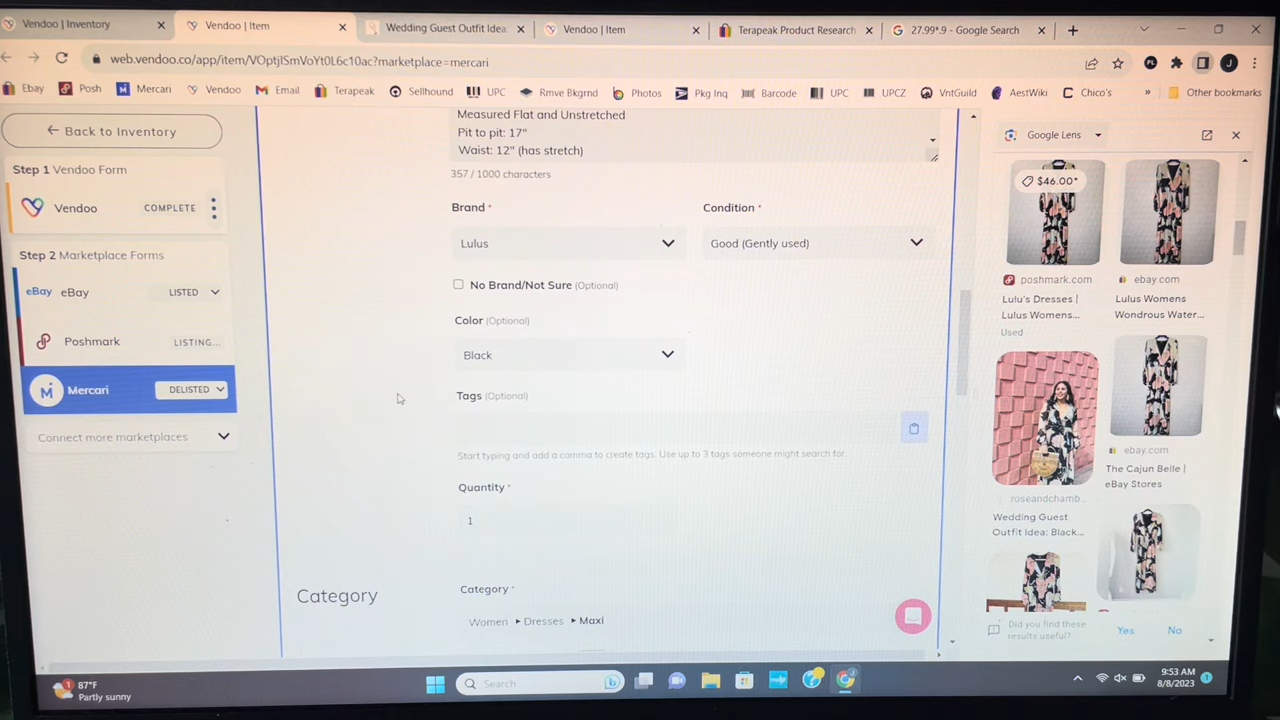 Vendoo | Inventory
Vendoo | Item
Wedding Guest Outfit Idea
Vendoo | Item
Terapeak Product Research
27.99*.9 - Google Search
web.vendoo.co/app/item/VOptjlSmVoYt0L6c10ac?marketplace=mercari
PL
J
Ebay
Posh
Mercari
Vendoo
Email
Terapeak
Sellhound
UPC
Rmve Bkgrnd
Photos
Pkg Inq
Barcode
UPC
UPCZ
VntGuild
AestWiki
Chico's
»
Other bookmarks
← Back to Inventory
Step 1 Vendoo Form
Vendoo COMPLETE
Step 2 Marketplace Forms
eBay eBay LISTED
Poshmark LISTING...
M Mercari DELISTED
Connect more marketplaces
Measured Flat and Unstretched
Pit to pit: 17"
Waist: 12" (has stretch)
357 / 1000 characters
Brand *
Condition *
Lulus
Good (Gently used)
No Brand/Not Sure (Optional)
Color (Optional)
Black
Tags (Optional)
Start typing and add a comma to create tags. Use up to 3 tags someone might search for.
Quantity *
1
Category
Category *
Women ▸ Dresses ▸ Maxi
Google Lens
$46.00*
poshmark.com
Lulu's Dresses |
Lulus Womens...
Used
ebay.com
Lulus Womens
Wondrous Water...
roseandchamb...
Wedding Guest
Outfit Idea: Black...
ebay.com
The Cajun Belle |
eBay Stores
Did you find these
results useful?
Yes
No
87°F
Partly sunny
Search
9:53 AM
8/8/2023
1